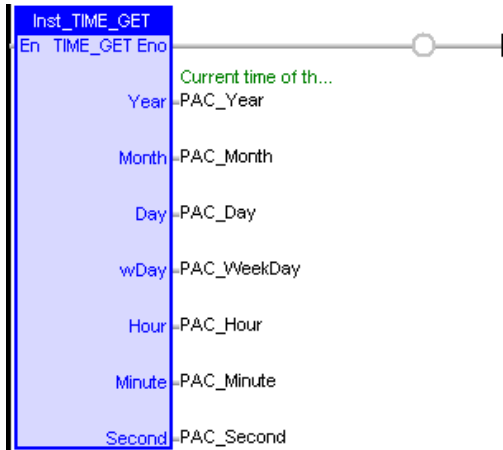 Inst_TIME_GET
En TIME_GET Eno
Current time of th...
Year PAC_Year
Month PAC_Month
Day PAC_Day
wDay PAC_WeekDay
Hour PAC_Hour
Minute PAC_Minute
Second PAC_Second